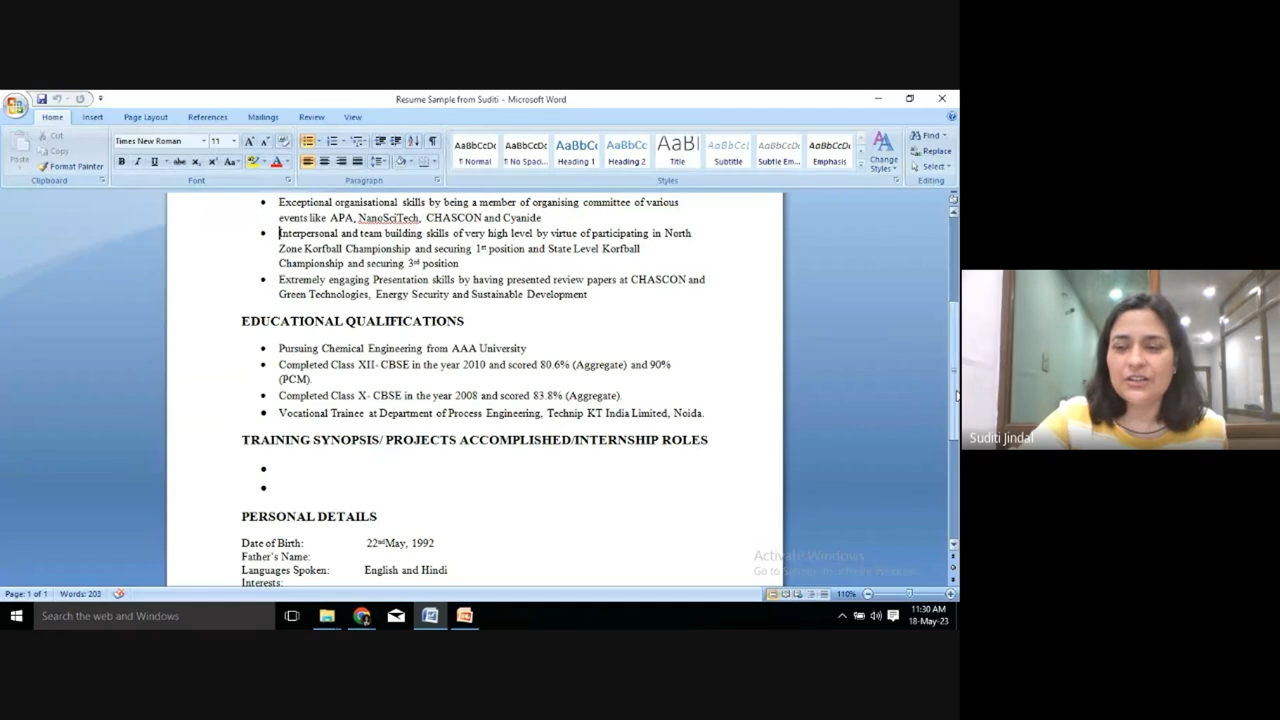 Resume Sample from Suditi - Microsoft Word
Home Insert Page Layout References Mailings Review View
Paste
Cut
Copy
Format Painter
Clipboard
Times New Roman 11
Font
Paragraph
AaBbCcDc AaBbCcDc AaBbC AaBbCc AaBl AaBbCcL AaBbCcDc AaBbCcDc
¶ Normal ¶ No Spaci... Heading 1 Heading 2 Title Subtitle Subtle Em... Emphasis
Change Styles
Styles
Find
Replace
Select
Editing
• Exceptional organisational skills by being a member of organising committee of various
events like APA, NanoSciTech, CHASCON and Cyanide
• Interpersonal and team building skills of very high level by virtue of participating in North
Zone Korfball Championship and securing 1st position and State Level Korfball
Championship and securing 3rd position
• Extremely engaging Presentation skills by having presented review papers at CHASCON and
Green Technologies, Energy Security and Sustainable Development
EDUCATIONAL QUALIFICATIONS
• Pursuing Chemical Engineering from AAA University
• Completed Class XII- CBSE in the year 2010 and scored 80.6% (Aggregate) and 90%
(PCM).
• Completed Class X- CBSE in the year 2008 and scored 83.8% (Aggregate).
• Vocational Trainee at Department of Process Engineering, Technip KT India Limited, Noida.
TRAINING SYNOPSIS/ PROJECTS ACCOMPLISHED/INTERNSHIP ROLES
•
•
PERSONAL DETAILS
Date of Birth: 22ndMay, 1992
Father's Name:
Languages Spoken: English and Hindi
Interests:
Activate Windows
Page: 1 of 1 Words: 203 110%
Search the web and Windows
11:30 AM
18-May-23
Suditi Jindal